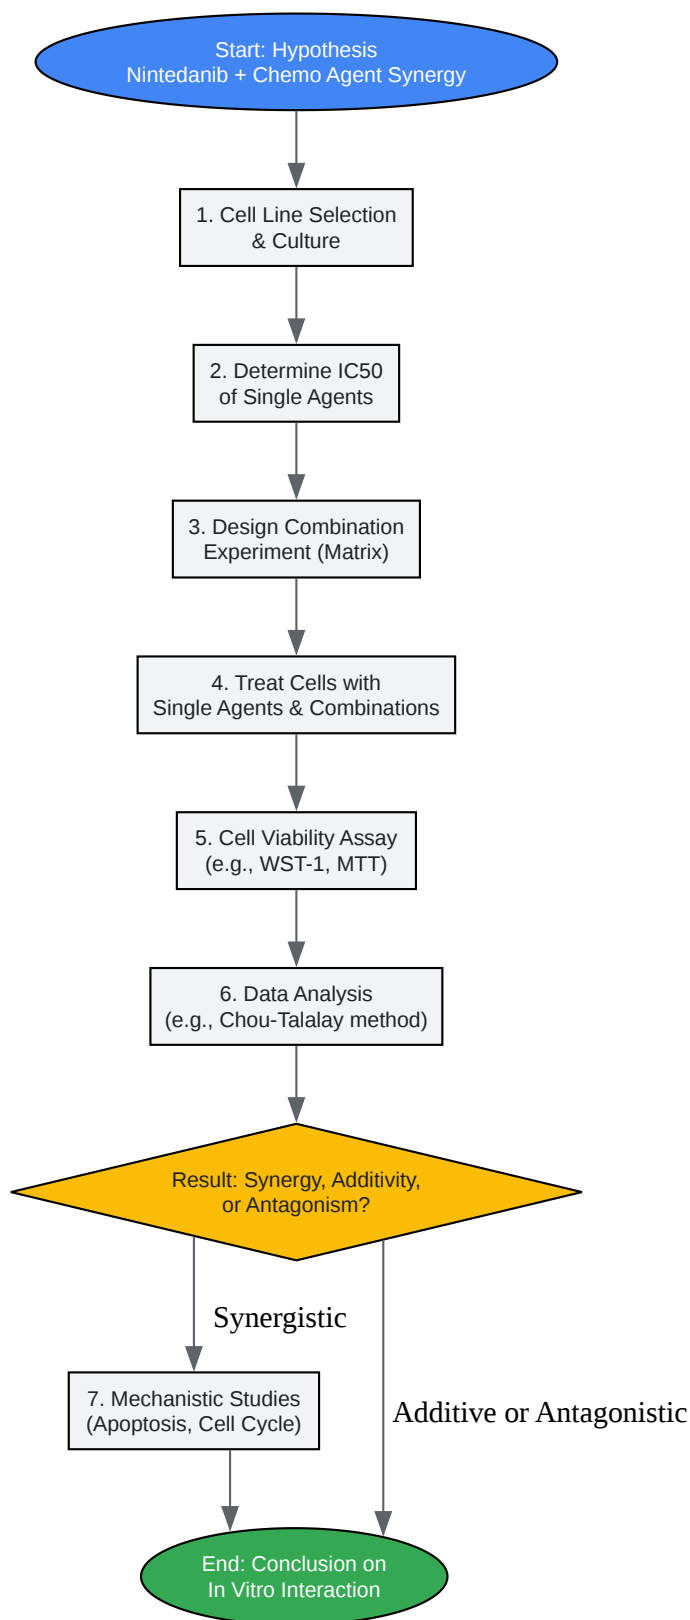 Start: Hypothesis
Nintedanib + Chemo Agent Synergy
1. Cell Line Selection
& Culture
2. Determine IC50
of Single Agents
3. Design Combination
Experiment (Matrix)
4. Treat Cells with
Single Agents & Combinations
5. Cell Viability Assay
(e.g., WST-1, MTT)
6. Data Analysis
(e.g., Chou-Talalay method)
Result: Synergy, Additivity,
or Antagonism?
Synergistic
7. Mechanistic Studies
(Apoptosis, Cell Cycle)
Additive or Antagonistic
End: Conclusion on
In Vitro Interaction